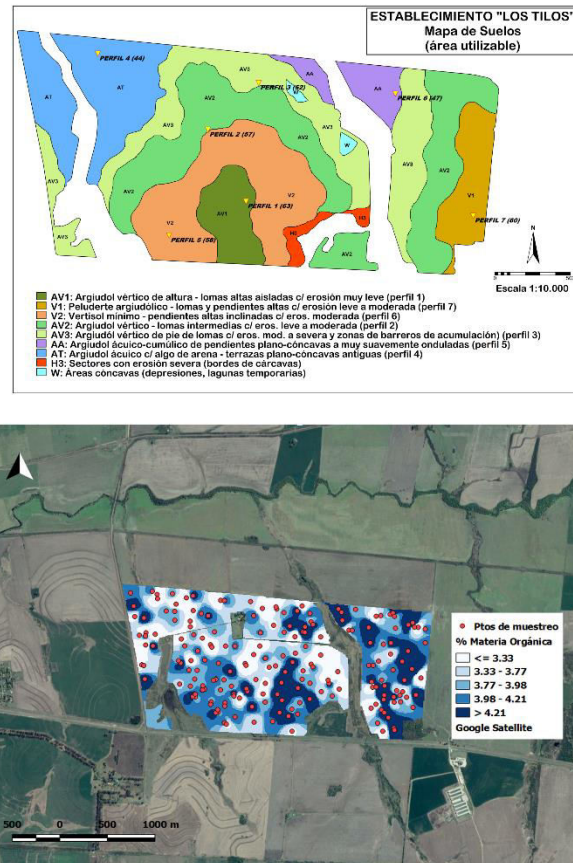 ESTABLECIMIENTO "LOS TILOS"
Mapa de Suelos
(área utilizable)
PERFIL 4 (44)
AT
AT
AV3
AV3
AV2
PERFIL 3 (62)
AA
W
AV3
AA
PERFIL 6 (47)
PERFIL 2 (57)
AV2
W
AV3
AV2
AV2
V2
V1
PERFIL 1 (63)
AV1
V2
PERFIL 5 (58)
H3
H3
AV2
AV3
AV3
PERFIL 7 (60)
N
Escala 1:10.000
AV1: Argiudol vértico de altura - lomas altas aisladas c/ erosión muy leve (perfil 1)
V1: Peluderte argiudólico - lomas y pendientes altas c/ erosión leve a moderada (perfil 7)
V2: Vertisol mínimo - pendientes altas inclinadas c/ eros. moderada (perfil 6)
AV2: Argiudol vértico - lomas intermedias c/ eros. leve a moderada (perfil 2)
AV3: Argiudol vértico de pie de lomas c/ eros. mod. a severa y zonas de barreros de acumulación) (perfil 3)
AA: Argiudol ácuico-cumúlico de pendientes plano-cóncavas a muy suavemente onduladas (perfil 5)
AT: Argiudol ácuico c/ algo de arena - terrazas plano-cóncavas antiguas (perfil 4)
H3: Sectores con erosión severa (bordes de cárcavas)
W: Áreas cóncavas (depresiones, lagunas temporarias)
Ptos de muestreo
% Materia Orgánica
<= 3.33
3.33 - 3.77
3.77 - 3.98
3.98 - 4.21
> 4.21
Google Satellite
500 0 500 1000 m